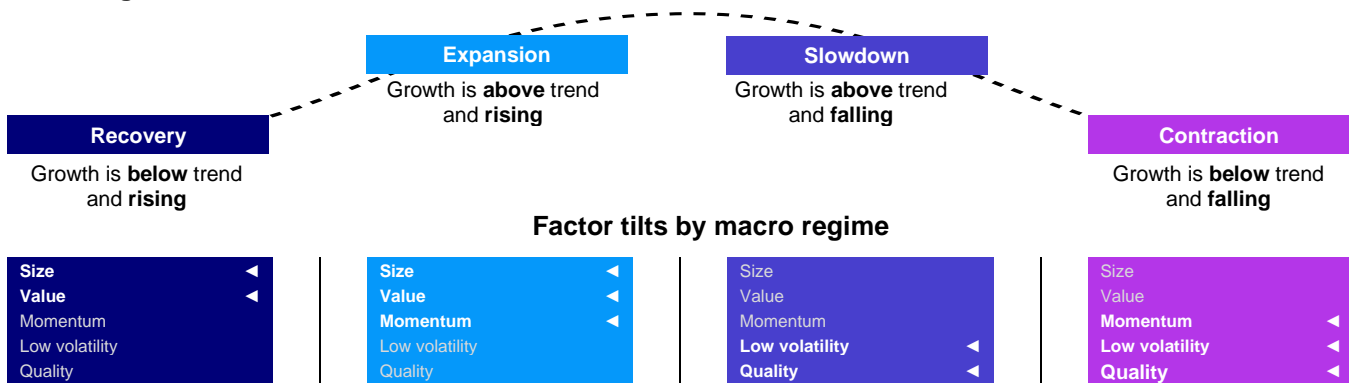 Expansion
Growth is above trend
and rising
Slowdown
Growth is above trend
and falling
Recovery
Growth is below trend
and rising
Contraction
Growth is below trend
and falling
Factor tilts by macro regime
Size ◄
Value ◄
Momentum
Low volatility
Quality
Size ◄
Value ◄
Momentum ◄
Low volatility
Quality
Size
Value
Momentum
Low volatility ◄
Quality ◄
Size
Value
Momentum ◄
Low volatility ◄
Quality ◄